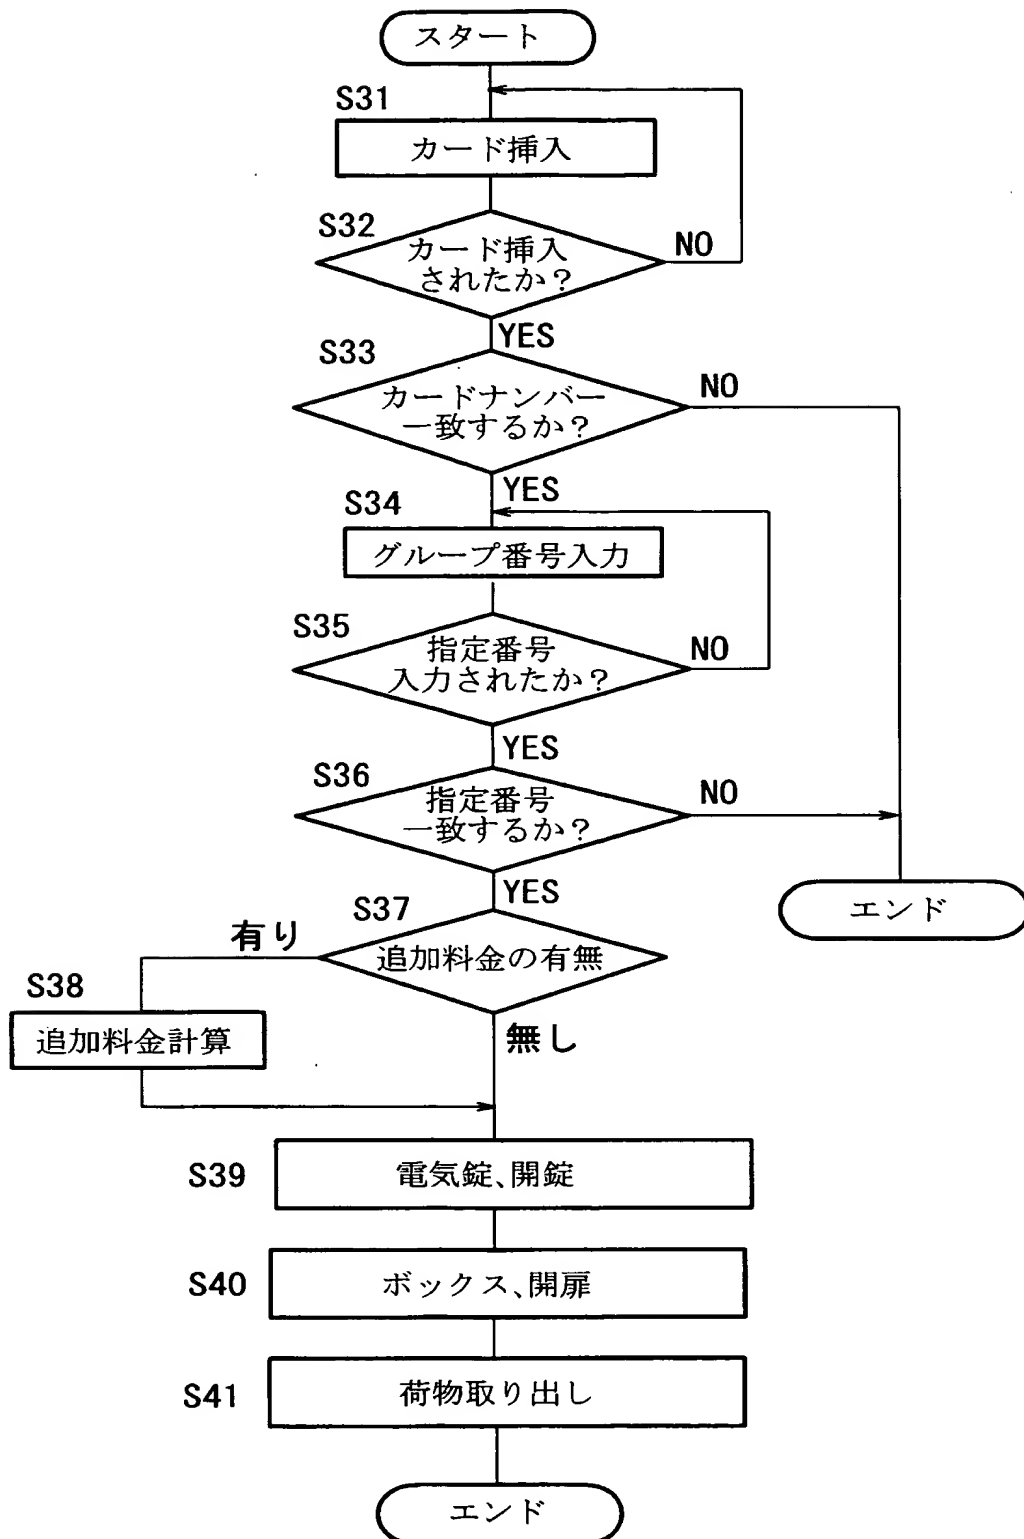 スタート
S31
カード挿入
S32
カード挿入
されたか?
NO
YES
S33
カードナンバー
一致するか?
NO
YES
S34
グループ番号入力
S35
指定番号
入力されたか?
NO
YES
S36
指定番号
一致するか?
NO
YES
エンド
S37
有り
追加料金の有無
S38
追加料金計算
無し
S39
電気錠、開錠
S40
ボックス、開扉
S41
荷物取り出し
エンド